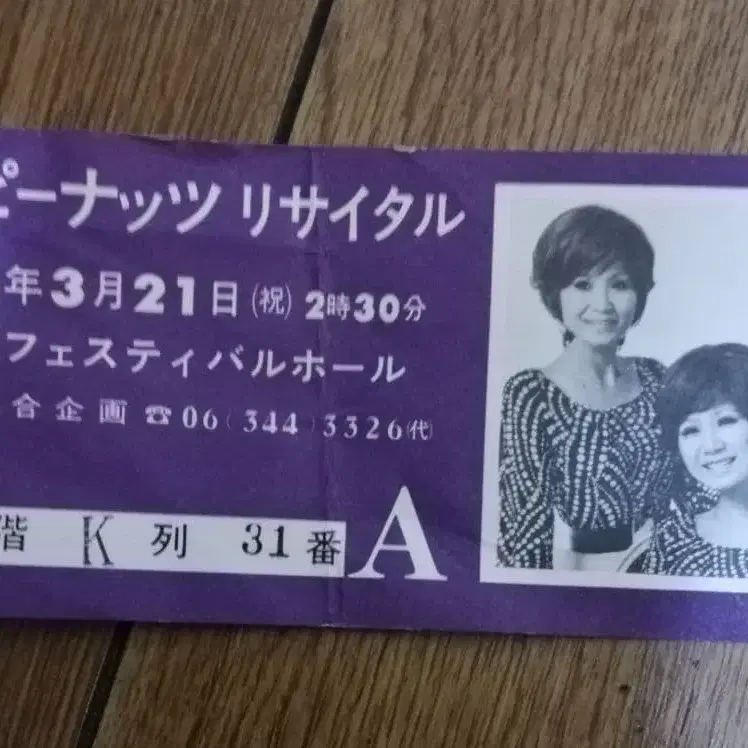 ピーナッツ リサイタル
年3月21日(祝) 2時30分
フェスティバルホール
合企画 ☎06(344)3326(代)
階 K 列 31番 A